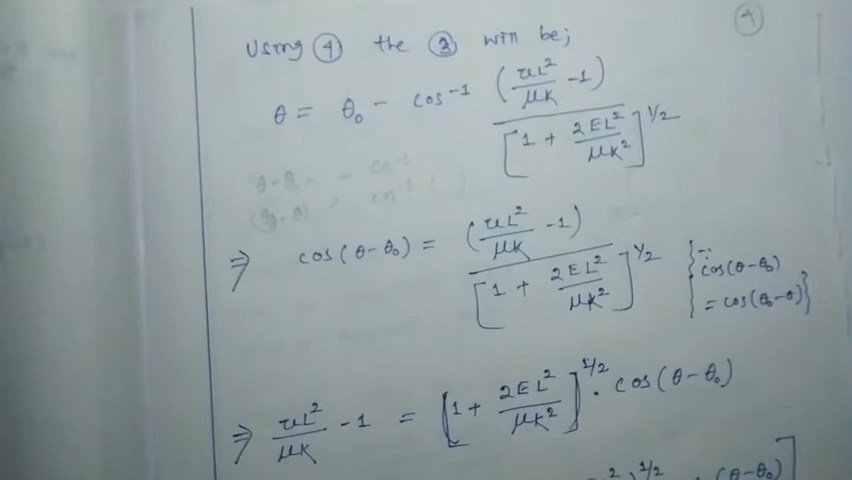 ④
Using ④ the ③ will be;
θ = θ₀ - cos⁻¹ (uL²/μK - 1) / [1 + 2EL²/μK²]^1/2
⇒ cos(θ-θ₀) = (uL²/μK - 1) / [1 + 2EL²/μK²]^1/2 {∵ cos(θ-θ₀) = cos(θ₀-θ)}
⇒ uL²/μK - 1 = [1 + 2EL²/μK²]^1/2 . cos(θ-θ₀)
(θ-θ₀)]